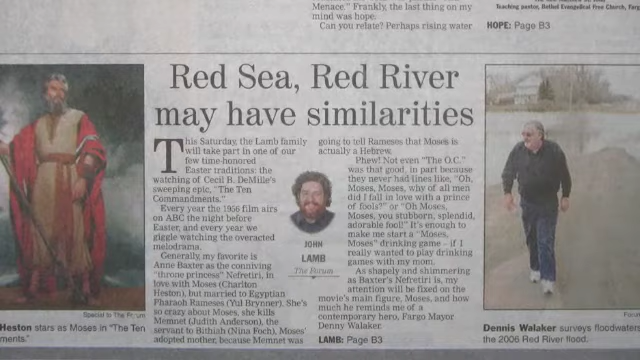 Menace." Frankly, the last thing on my
mind was hope.
Can you relate? Perhaps rising water
Teaching pastor, Bethel Evangelical Free Church, Farg
HOPE: Page B3
Red Sea, Red River
may have similarities
This Saturday, the Lamb family
will take part in one of our
few time-honored
Easter traditions: the
watching of Cecil B. DeMille's
sweeping epic, "The Ten
Commandments."
Every year the 1956 film airs
on ABC the night before
Easter, and every year we
giggle watching the overacted
melodrama.
Generally, my favorite is
Anne Baxter as the conniving
"throne princess" Nefretiri, in
love with Moses (Charlton
Heston), but married to Egyptian
Pharaoh Rameses (Yul Brynner). She's
so crazy about Moses, she kills
Memnet (Judith Anderson), the
servant to Bithiah (Nina Foch), Moses'
adopted mother, because Memnet was
JOHN
LAMB
The Forum
going to tell Rameses that Moses is
actually a Hebrew.
Phew! Not even "The O.C."
was that good, in part because
they never had lines like, "Oh,
Moses, Moses, why of all men
did I fall in love with a prince
of fools?" or "Oh Moses,
Moses, you stubborn, splendid,
adorable fool!" It's enough to
make me start a "Moses,
Moses" drinking game – if I
really wanted to play drinking
games with my mom.
As shapely and shimmering
as Baxter's Nefretiri is, my
attention will be fixed on the
movie's main figure, Moses, and how
much he reminds me of a
contemporary hero, Fargo Mayor
Denny Walaker.
LAMB: Page B3
Special to The Forum
Heston stars as Moses in "The Ten
ments."
Forum
Dennis Walaker surveys floodwaters
the 2006 Red River flood.